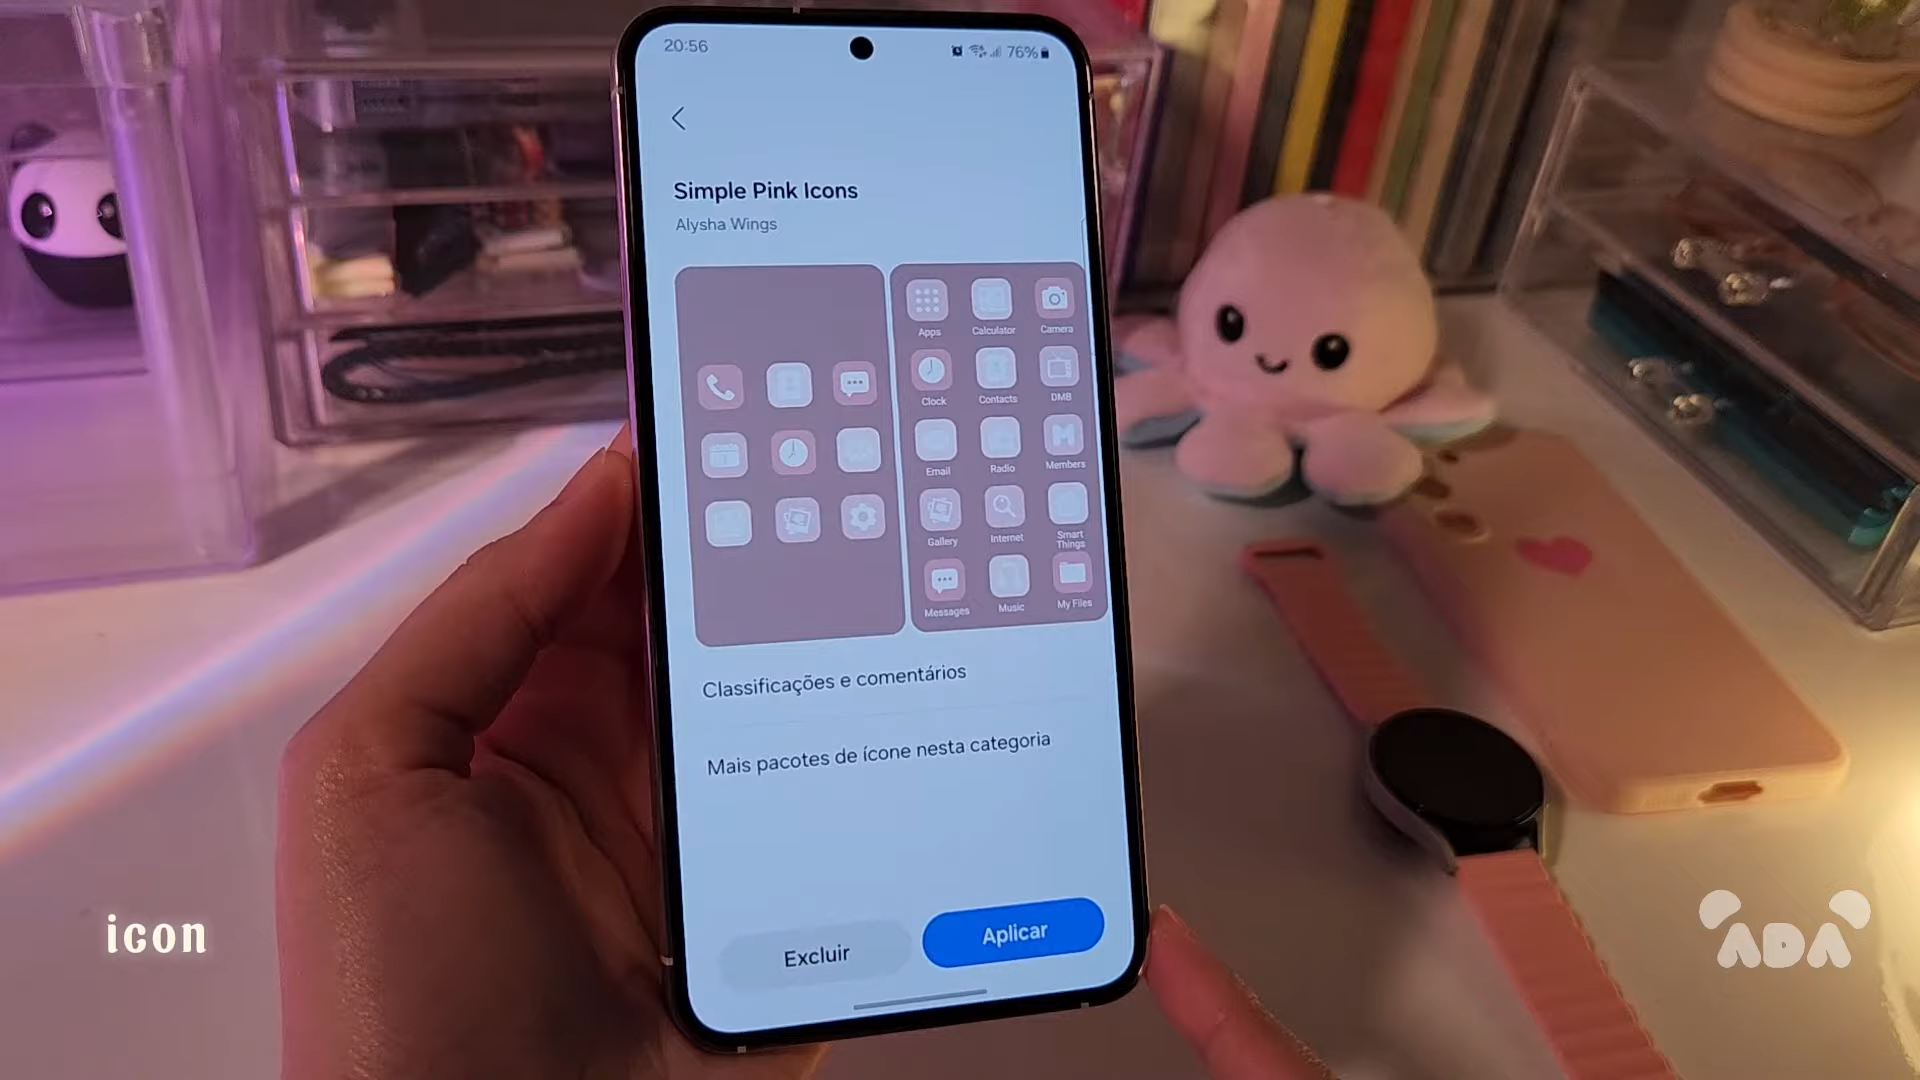 20:56
76%
Simple Pink Icons
Alysha Wings
Apps
Calculator
Camera
Clock
Contacts
DMB
Email
Radio
Members
Gallery
Internet
Smart
Things
Messages
Music
My Files
Classificações e comentários
Mais pacotes de ícone nesta categoria
Excluir
Aplicar
icon
ADA